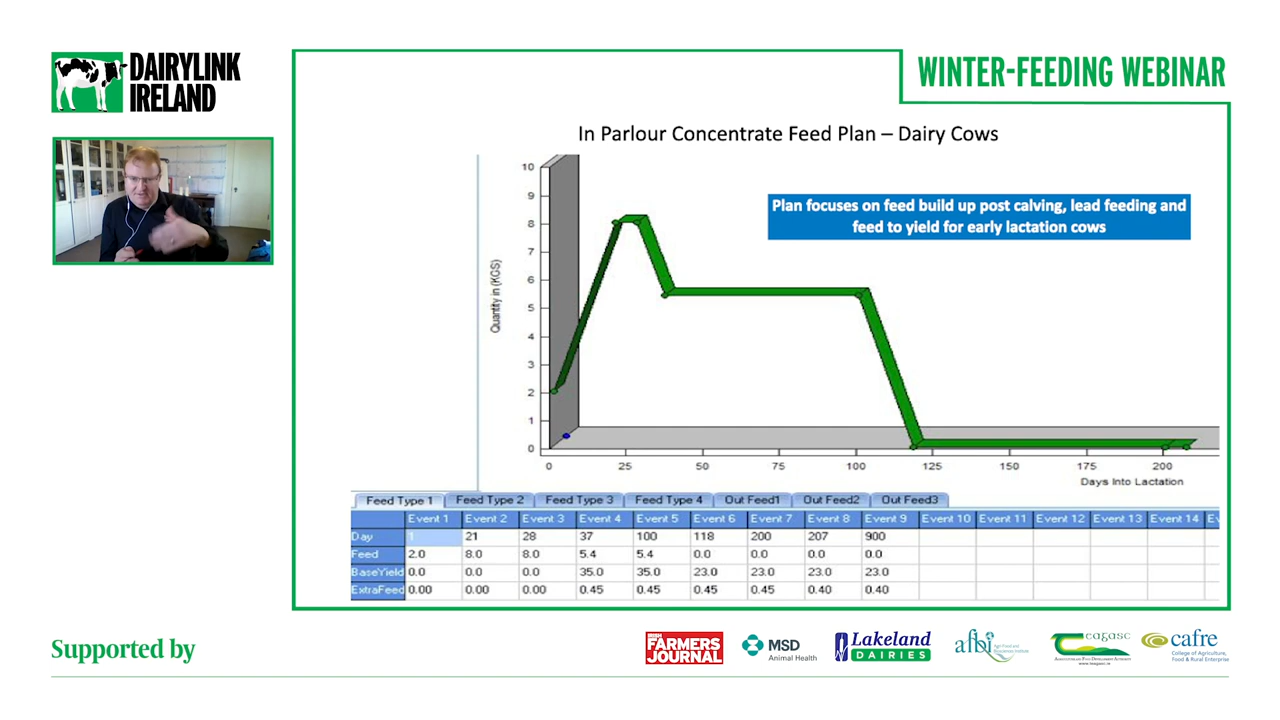 DAIRYLINK
IRELAND
WINTER-FEEDING WEBINAR
In Parlour Concentrate Feed Plan – Dairy Cows
Plan focuses on feed build up post calving, lead feeding and
feed to yield for early lactation cows
Quantity in (KGS)
10
9
8
7
6
5
4
3
2
1
0
0 25 50 75 100 125 150 175 200
Days Into Lactation
Feed Type 1 Feed Type 2 Feed Type 3 Feed Type 4 Out Feed1 Out Feed2 Out Feed3
Event 1 Event 2 Event 3 Event 4 Event 5 Event 6 Event 7 Event 8 Event 9 Event 10 Event 11 Event 12 Event 13 Event 14 Ev
Day 1 21 28 37 100 118 200 207 900
Feed 2.0 8.0 8.0 5.4 5.4 0.0 0.0 0.0 0.0
BaseYield 0.0 0.0 0.0 35.0 35.0 23.0 23.0 23.0 23.0
ExtraFeed 0.00 0.00 0.00 0.45 0.45 0.45 0.45 0.40 0.40
Supported by
IRISH
FARMERS
JOURNAL
MSD
Animal Health
Lakeland
DAIRIES
afbi
teagasc
Agriculture and Food Development Authority
www.teagasc.ie
cafre
College of Agriculture,
Food & Rural Enterprise